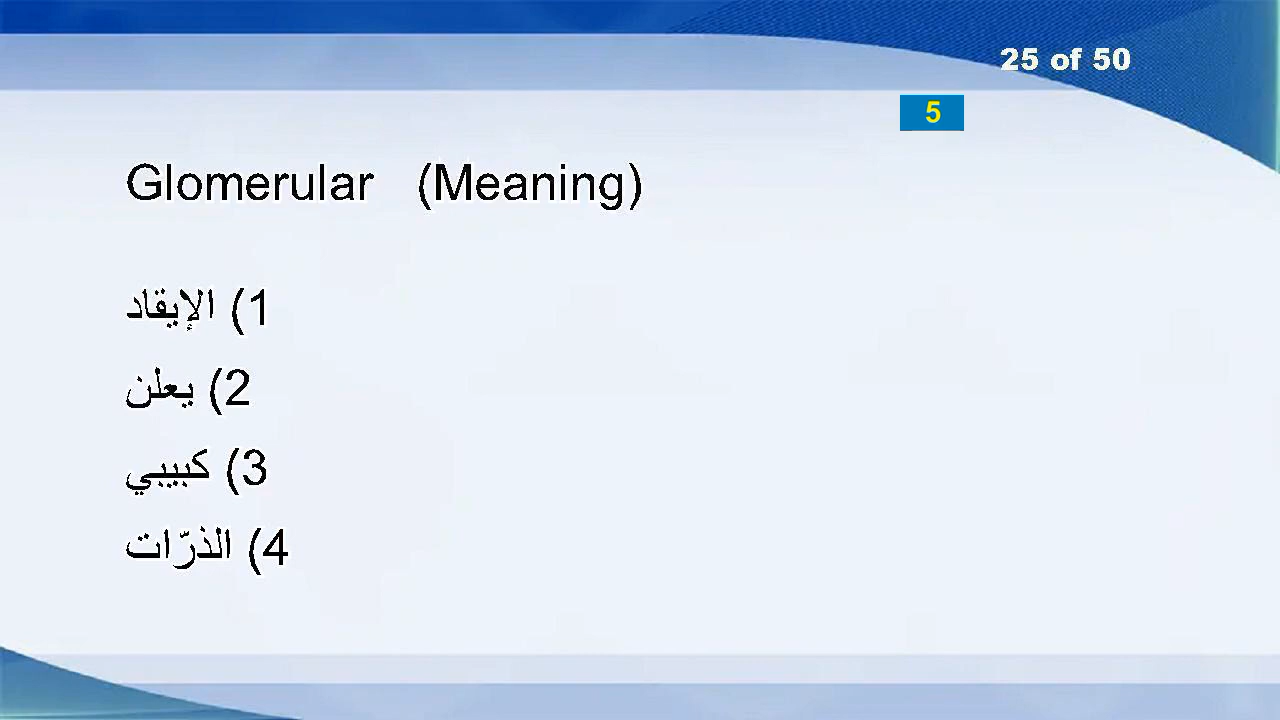 25 of 50
5
Glomerular (Meaning)
1) الإيقاد
2) يعلن
3) كبيبي
4) الذرّات